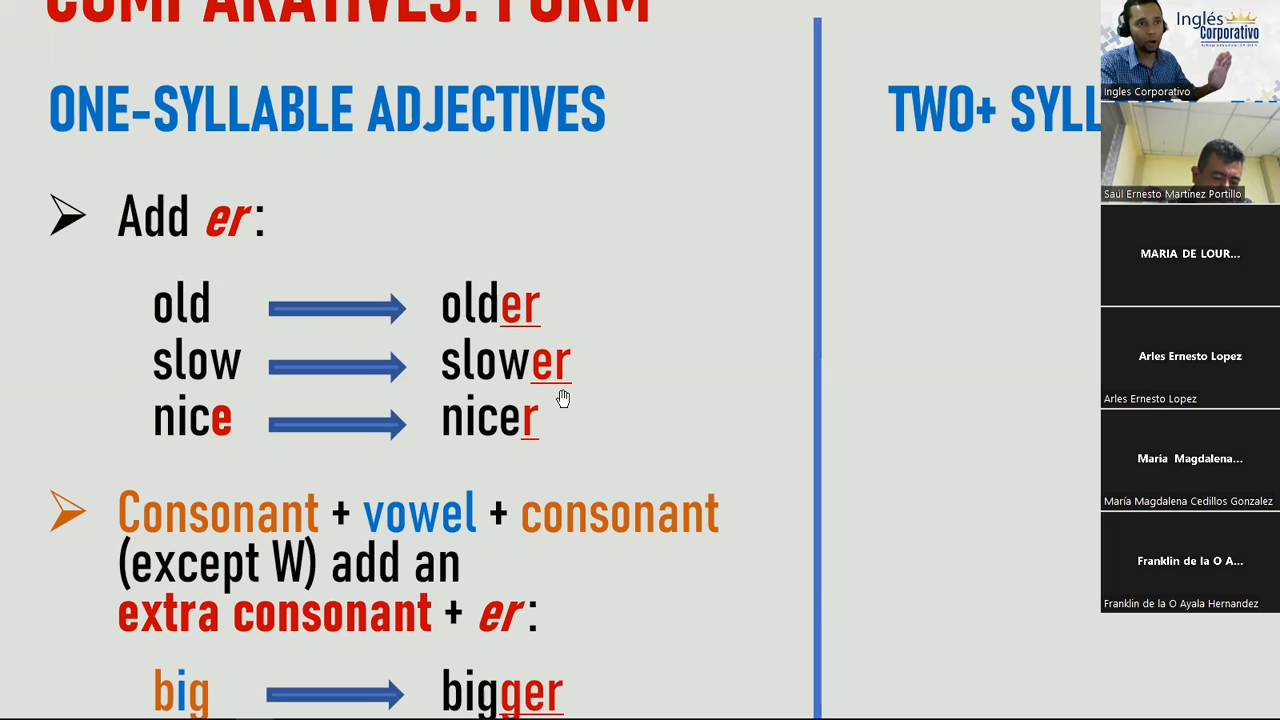 COMPARATIVES: FORM
ONE-SYLLABLE ADJECTIVES
TWO+ SYLL
Add er:
old older
slow slower
nice nicer
Consonant + vowel + consonant
(except W) add an
extra consonant + er:
big bigger
Inglés
Corporativo
Ingles Corporativo
Saúl Ernesto Martínez Portillo
MARIA DE LOUR...
Arles Ernesto Lopez
Arles Ernesto Lopez
Maria Magdalena...
María Magdalena Cedillos Gonzalez
Franklin de la O A...
Franklin de la O Ayala Hernandez